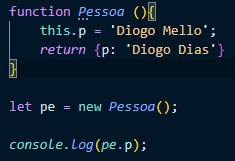 function Pessoa (){
    this.p = 'Diogo Mello';
    return {p: 'Diogo Dias'}
}
let pe = new Pessoa();
console.log(pe.p);